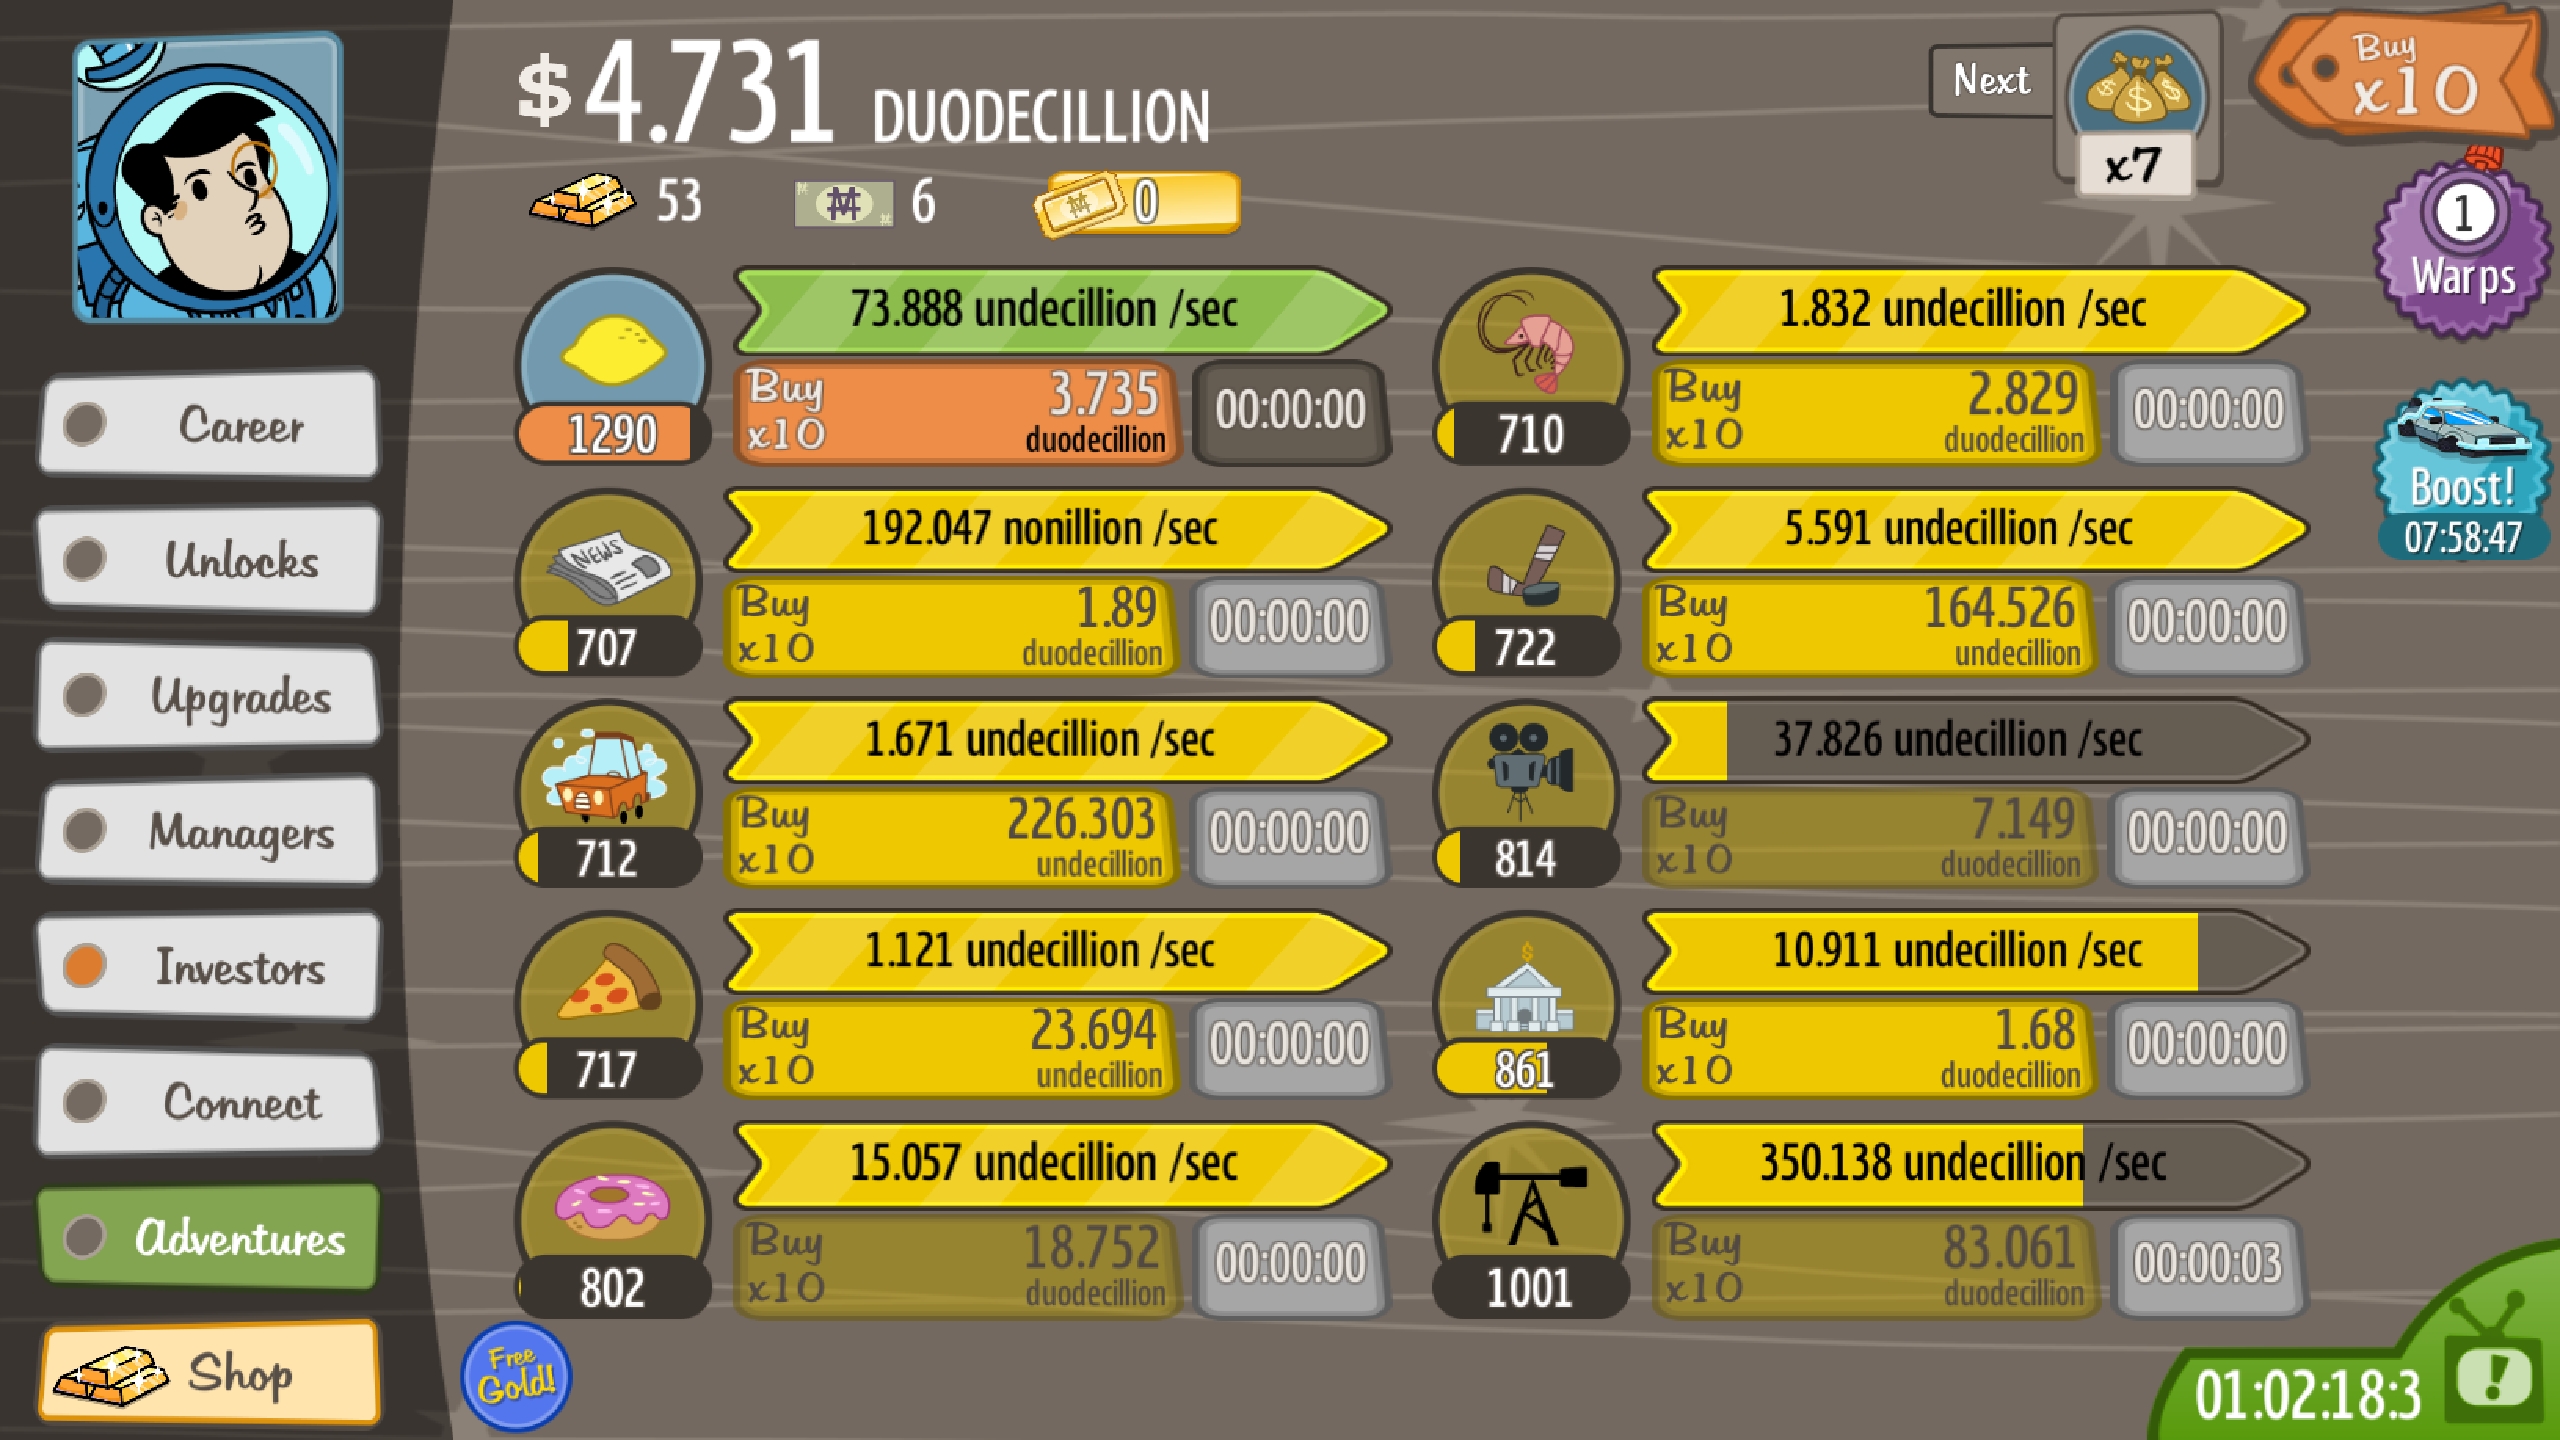 $4.731 DUODECILLION
Next
x7
Buy
x10
53
6
0
1
Warps
Boost!
07:58:47
Career
Unlocks
Upgrades
Managers
Investors
Connect
Adventures
Shop
73.888 undecillion /sec
1290
Buy
x10
3.735
duodecillion
00:00:00
1.832 undecillion /sec
710
Buy
x10
2.829
duodecillion
00:00:00
NEWS
192.047 nonillion /sec
707
Buy
x10
1.89
duodecillion
00:00:00
5.591 undecillion /sec
722
Buy
x10
164.526
undecillion
00:00:00
1.671 undecillion /sec
712
Buy
x10
226.303
undecillion
00:00:00
37.826 undecillion /sec
814
Buy
x10
7.149
duodecillion
00:00:00
1.121 undecillion /sec
717
Buy
x10
23.694
undecillion
00:00:00
10.911 undecillion /sec
861
Buy
x10
1.68
duodecillion
00:00:00
15.057 undecillion /sec
802
Buy
x10
18.752
duodecillion
00:00:00
350.138 undecillion /sec
1001
Buy
x10
83.061
duodecillion
00:00:03
Free
Gold!
01:02:18:3
!